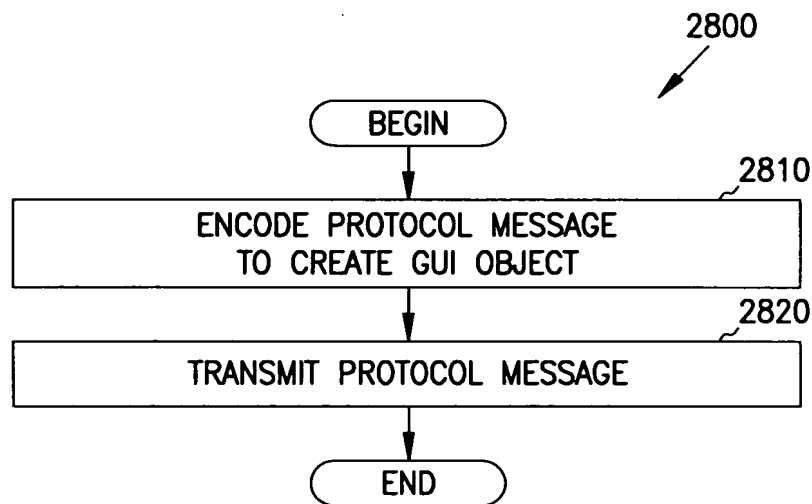 2800
BEGIN
2810
ENCODE PROTOCOL MESSAGE
TO CREATE GUI OBJECT
2820
TRANSMIT PROTOCOL MESSAGE
END